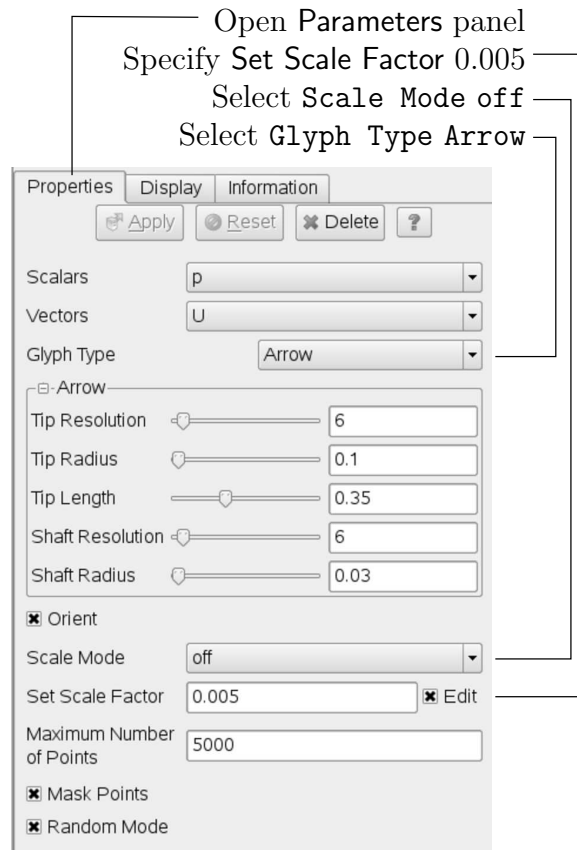 Open Parameters panel
Specify Set Scale Factor 0.005
Select Scale Mode off
Select Glyph Type Arrow
Properties Display Information
Apply Reset Delete ?
Scalars p
Vectors U
Glyph Type Arrow
Arrow
Tip Resolution 6
Tip Radius 0.1
Tip Length 0.35
Shaft Resolution 6
Shaft Radius 0.03
Orient
Scale Mode off
Set Scale Factor 0.005 Edit
Maximum Number
of Points 5000
Mask Points
Random Mode